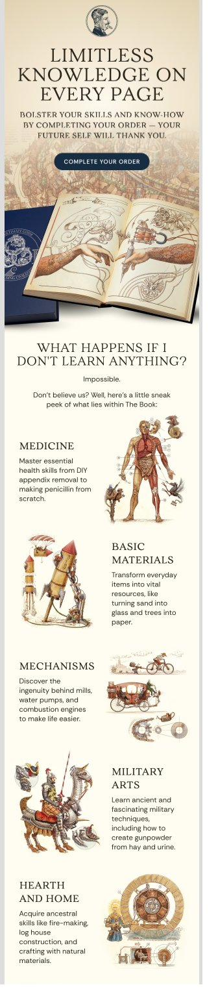 LIMITLESS
KNOWLEDGE ON
EVERY PAGE
BOLSTER YOUR SKILLS AND KNOW-HOW
BY COMPLETING YOUR ORDER — YOUR
FUTURE SELF WILL THANK YOU.
COMPLETE YOUR ORDER
ULTIMATE GUIDE
WHAT HAPPENS IF I
DON'T LEARN ANYTHING?
Impossible.
Don't believe us? Well, here's a little sneak
peek of what lies within The Book:
MEDICINE
Master essential
health skills from DIY
appendix removal to
making penicillin from
scratch.
BASIC
MATERIALS
Transform everyday
items into vital
resources, like
turning sand into
glass and trees into
paper.
MECHANISMS
Discover the
ingenuity behind mills,
water pumps, and
combustion engines
to make life easier.
MILITARY
ARTS
Learn ancient and
fascinating military
techniques,
including how to
create gunpowder
from hay and urine.
HEARTH
AND HOME
Acquire ancestral
skills like fire-making,
log house
construction, and
crafting with natural
materials.